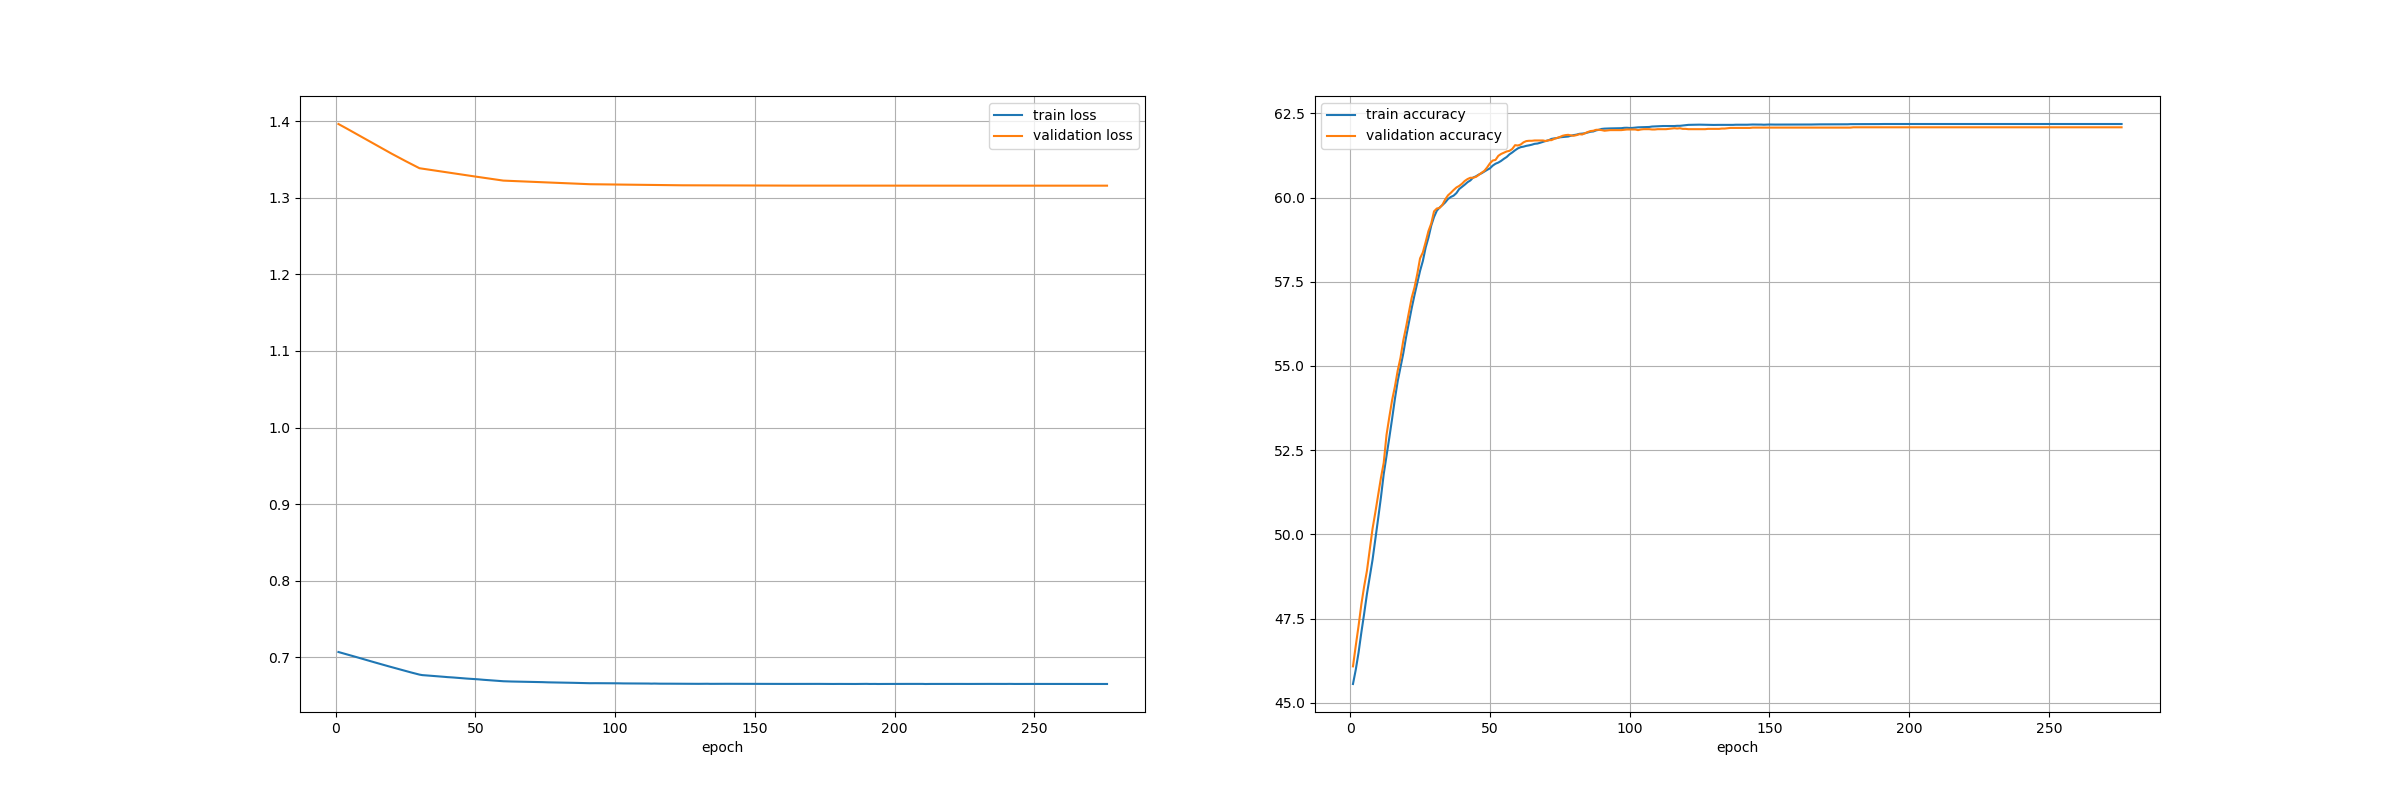 train loss
validation loss
1.4
1.3
1.2
1.1
1.0
0.9
0.8
0.7
0 50 100 150 200 250
epoch
train accuracy
validation accuracy
62.5
60.0
57.5
55.0
52.5
50.0
47.5
45.0
0 50 100 150 200 250
epoch